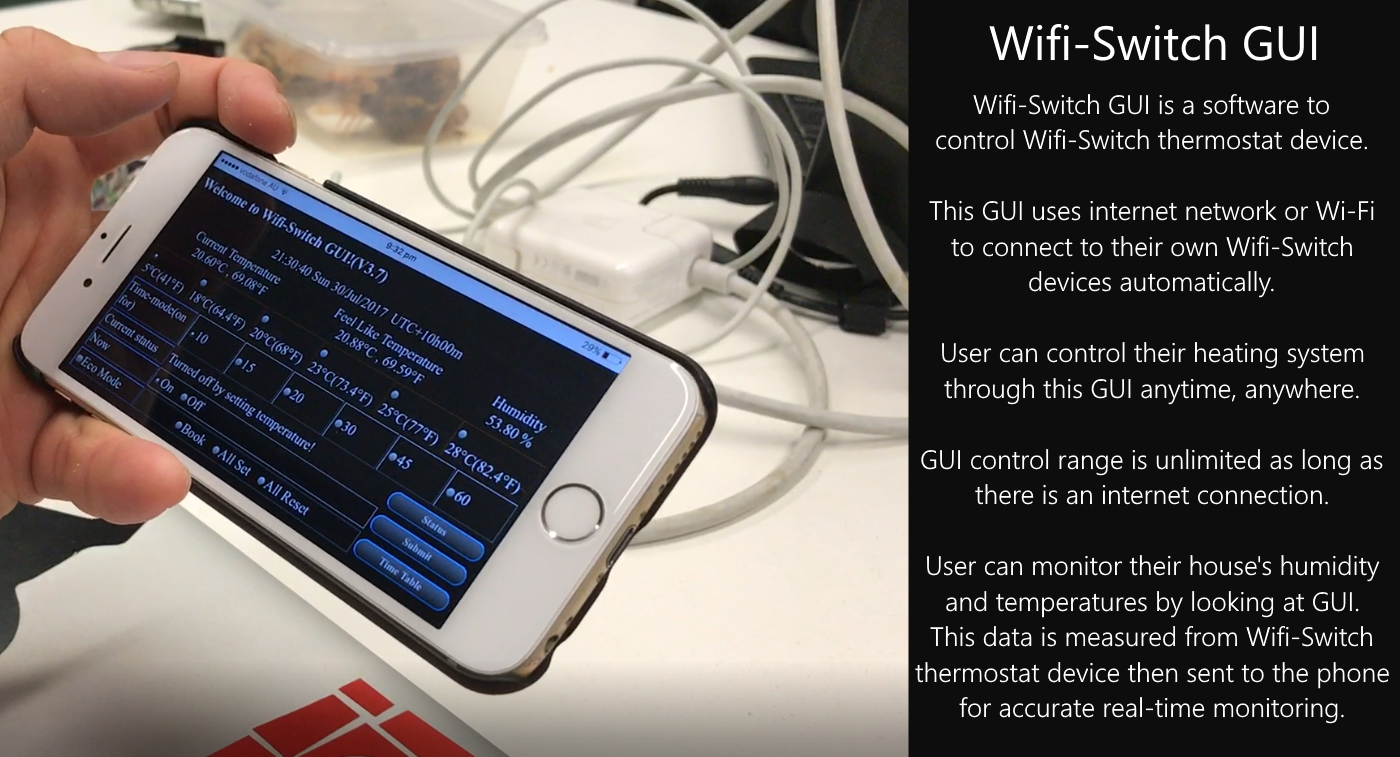 vodafone AU
9:32 pm
29%
Welcome to Wifi-Switch GUI!(V3.7)
21:30:40 Sun 30/Jul/2017 UTC+10h00m
Current Temperature
20.60°C , 69.08°F
Feel Like Temperature
20.88°C , 69.59°F
Humidity
53.80 %
5°C(41°F) 18°C(64.4°F) 20°C(68°F) 23°C(73.4°F) 25°C(77°F) 28°C(82.4°F)
Time-mode(on
for) 10 15 20 30 45 60
Current status Turned off by setting temperature!
Now On Off
Eco Mode Book All Set All Reset
Status
Submit
Time Table
Wifi-Switch GUI
Wifi-Switch GUI is a software to
control Wifi-Switch thermostat device.
This GUI uses internet network or Wi-Fi
to connect to their own Wifi-Switch
devices automatically.
User can control their heating system
through this GUI anytime, anywhere.
GUI control range is unlimited as long as
there is an internet connection.
User can monitor their house's humidity
and temperatures by looking at GUI.
This data is measured from Wifi-Switch
thermostat device then sent to the phone
for accurate real-time monitoring.